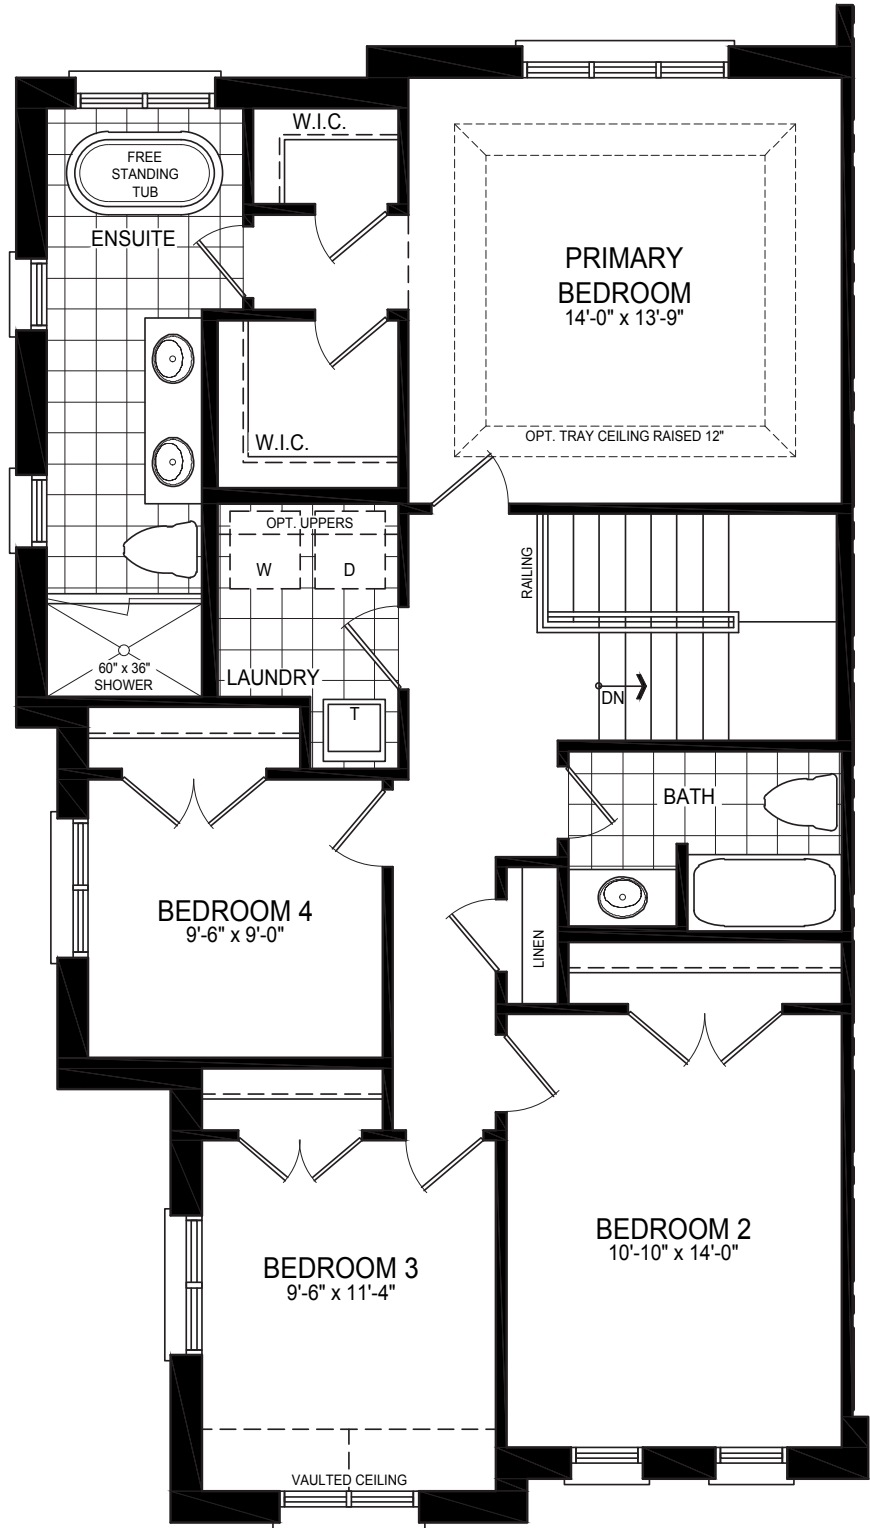 W.I.C.
FREE
STANDING
TUB
ENSUITE
PRIMARY
BEDROOM
14'-0" x 13'-9"
OPT. TRAY CEILING RAISED 12"
W.I.C.
OPT. UPPERS
W
D
RAILING
LAUNDRY
60" x 36"
SHOWER
DN
T
BATH
BEDROOM 4
9'-6" x 9'-0"
LINEN
BEDROOM 2
10'-10" x 14'-0"
BEDROOM 3
9'-6" x 11'-4"
VAULTED CEILING